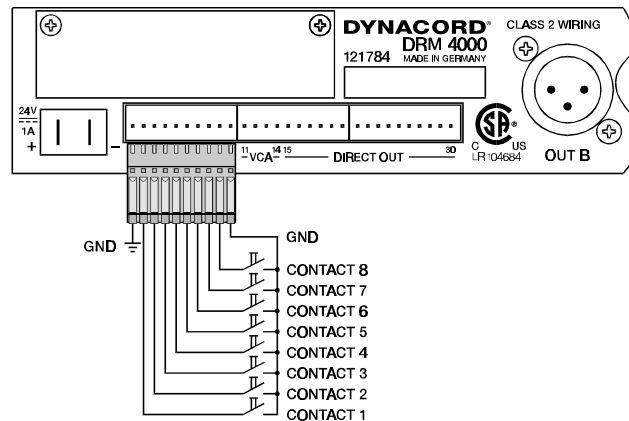 DYNACORD®
DRM 4000
121784 MADE IN GERMANY
CLASS 2 WIRING
24V
1A
+ −
11 −VCA− 14 15 DIRECT OUT 30
SA®
C US
LR 104684
OUT B
GND
GND
CONTACT 8
CONTACT 7
CONTACT 6
CONTACT 5
CONTACT 4
CONTACT 3
CONTACT 2
CONTACT 1